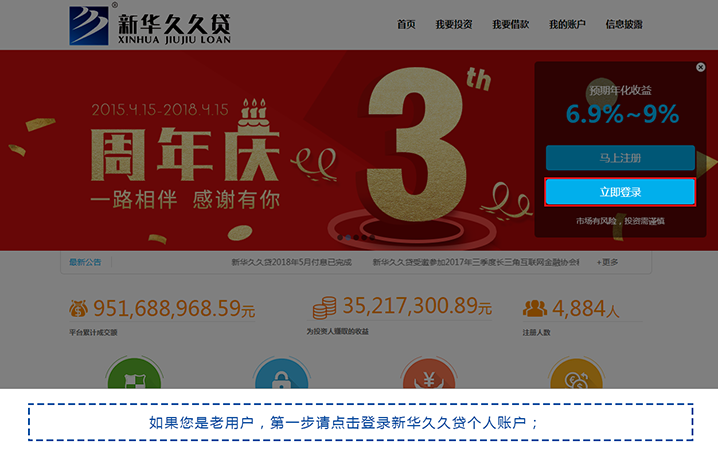 新华久久贷
®
XINHUA JIUJIU LOAN
首页 我要投资 我要借款 我的账户 信息披露
2015.4.15-2018.4.15
周年庆
3th
一路相伴 感谢有你
预期年化收益
6.9%~9%
马上注册
立即登录
市场有风险，投资需谨慎
最新公告 新华久久贷2018年5月付息已完成 新华久久贷受邀参加2017年三季度长三角互联网金融协会 +更多
951,688,968.59元
平台累计成交额
35,217,300.89元
为投资人赚取的收益
4,884人
注册人数
如果您是老用户，第一步请点击登录新华久久贷个人账户；